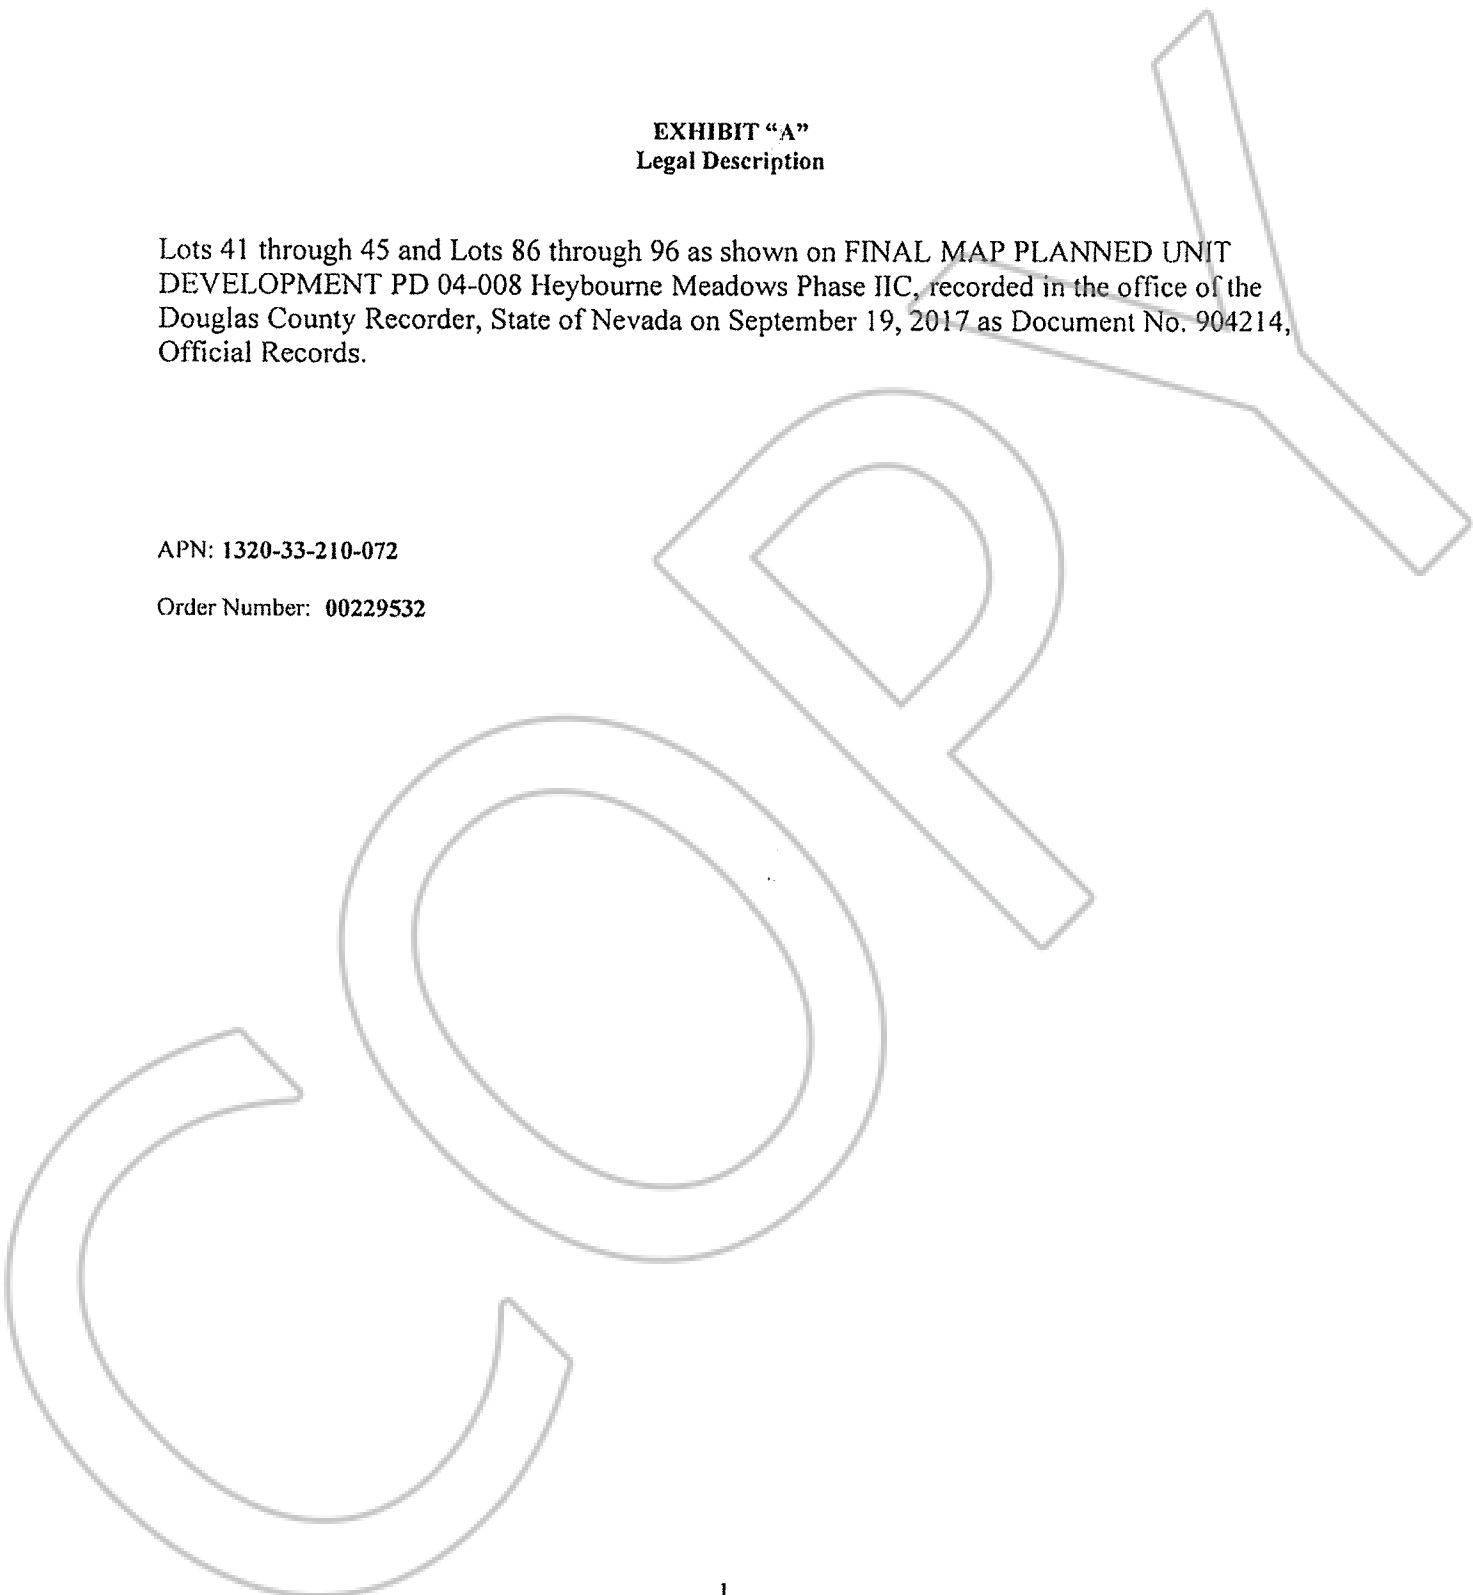 EXHIBIT “A”
Legal Description
Lots 41 through 45 and Lots 86 through 96 as shown on FINAL MAP PLANNED UNIT
DEVELOPMENT PD 04-008 Heybourne Meadows Phase IIC, recorded in the office of the
Douglas County Recorder, State of Nevada on September 19, 2017 as Document No. 904214,
Official Records.
APN: 1320-33-210-072
Order Number: 00229532
COPY
1